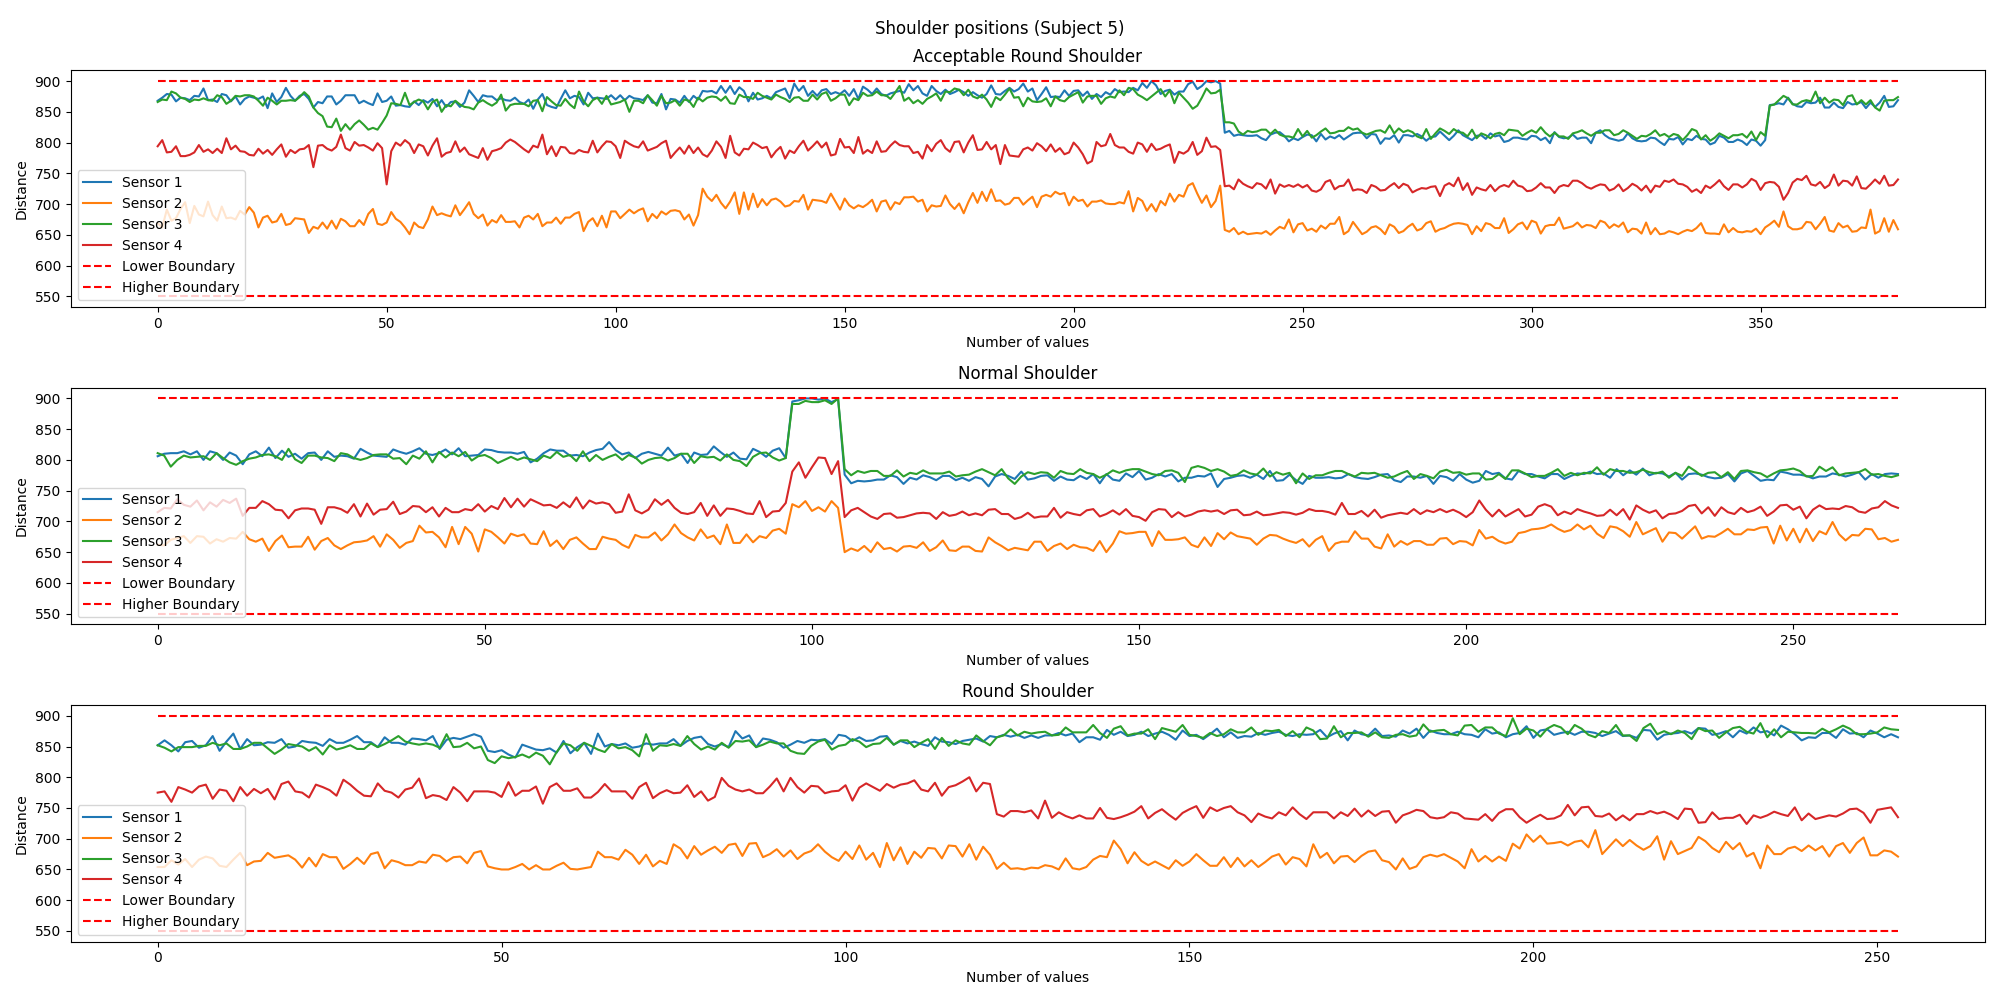 Shoulder positions (Subject 5)
Acceptable Round Shoulder
900
850
800
750
700
650
600
550
Distance
Sensor 1
Sensor 2
Sensor 3
Sensor 4
Lower Boundary
Higher Boundary
0 50 100 150 200 250 300 350
Number of values
Normal Shoulder
900
850
800
750
700
650
600
550
Distance
Sensor 1
Sensor 2
Sensor 3
Sensor 4
Lower Boundary
Higher Boundary
0 50 100 150 200 250
Number of values
Round Shoulder
900
850
800
750
700
650
600
550
Distance
Sensor 1
Sensor 2
Sensor 3
Sensor 4
Lower Boundary
Higher Boundary
0 50 100 150 200 250
Number of values